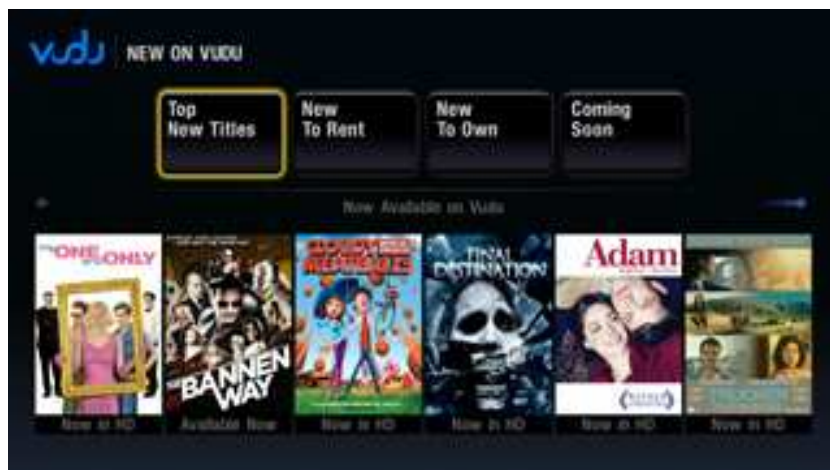 vudu NEW ON VUDU
Top
New Titles
New
To Rent
New
To Own
Coming
Soon
Now Available on Vudu
ONE
ONLY
THE
BANNEN
WAY
FINAL
DESTINATION
Adam
Now in HD
Available Now
Now in HD
Now in HD
Now in HD
Now in HD